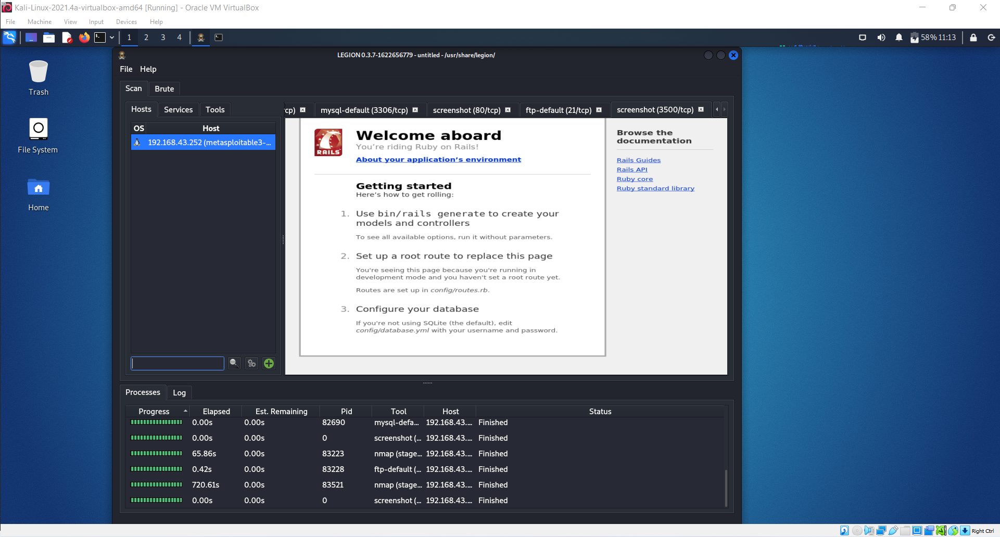 Kali-Linux-2021.4a-virtualbox-amd64 [Running] - Oracle VM VirtualBox
File Machine View Input Devices Help
1 2 3 4
58% 11:13
Trash
File System
Home
LEGION 0.3.7-1622656779 - untitled - /usr/share/legion/
File Help
Scan Brute
Hosts Services Tools
cp) mysql-default (3306/tcp) screenshot (80/tcp) ftp-default (21/tcp) screenshot (3500/tcp)
OS Host
192.168.43.252 (metasploitable3-...
RAILS
Welcome aboard
You're riding Ruby on Rails!
About your application's environment
Getting started
Here's how to get rolling:
1. Use bin/rails generate to create your
models and controllers
To see all available options, run it without parameters.
2. Set up a root route to replace this page
You're seeing this page because you're running in
development mode and you haven't set a root route yet.
Routes are set up in config/routes.rb.
3. Configure your database
If you're not using SQLite (the default), edit
config/database.yml with your username and password.
Browse the
documentation
Rails Guides
Rails API
Ruby core
Ruby standard library
Processes Log
Progress Elapsed Est. Remaining Pid Tool Host Status
0.00s 0.00s 82690 mysql-defa... 192.168.43.... Finished
0.00s 0.00s 0 screenshot (... 192.168.43.... Finished
65.86s 0.00s 83223 nmap (stage... 192.168.43.... Finished
0.42s 0.00s 83228 ftp-default (... 192.168.43.... Finished
720.61s 0.00s 83521 nmap (stage... 192.168.43.... Finished
0.00s 0.00s 0 screenshot (... 192.168.43.... Finished
Right Ctrl